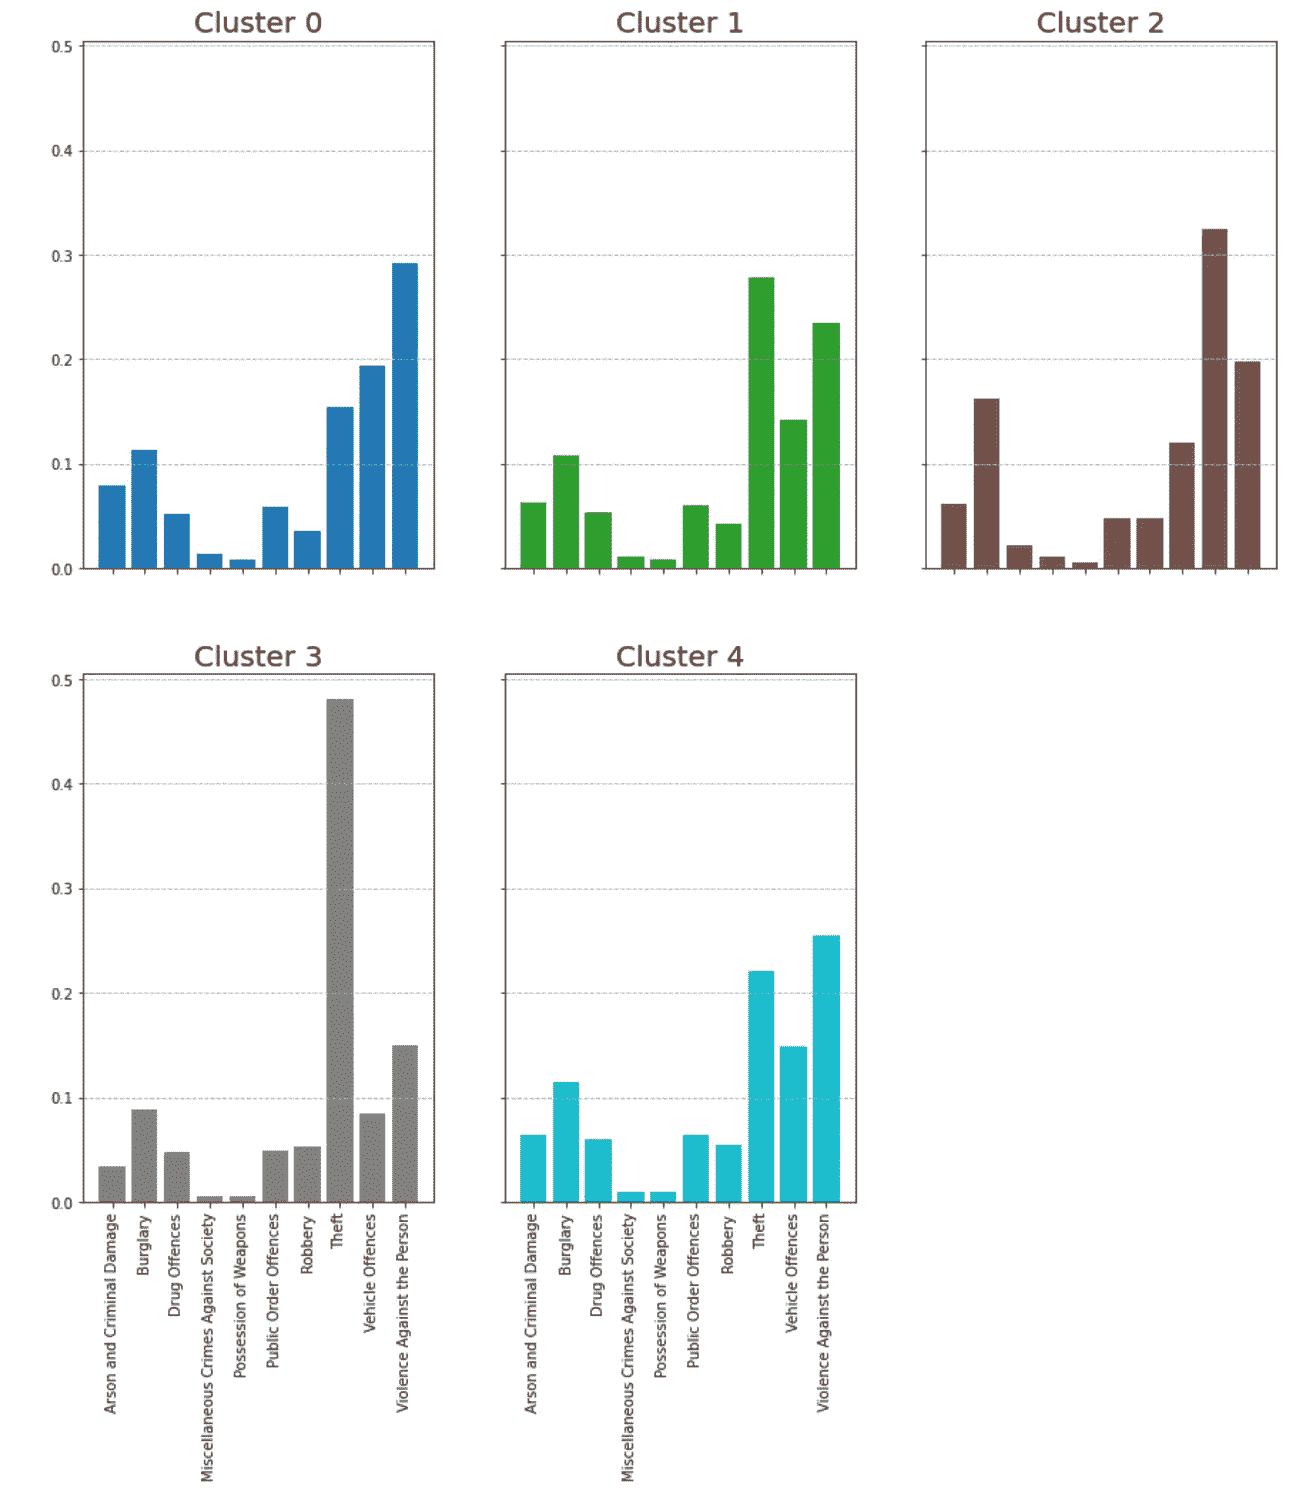 Cluster 0
Cluster 1
Cluster 2
0.5
0.4
0.3
0.2
0.1
0.0
Cluster 3
Cluster 4
0.5
0.4
0.3
0.2
0.1
0.0
Arson and Criminal Damage
Burglary
Drug Offences
Miscellaneous Crimes Against Society
Possession of Weapons
Public Order Offences
Robbery
Theft
Vehicle Offences
Violence Against the Person
Arson and Criminal Damage
Burglary
Drug Offences
Miscellaneous Crimes Against Society
Possession of Weapons
Public Order Offences
Robbery
Theft
Vehicle Offences
Violence Against the Person